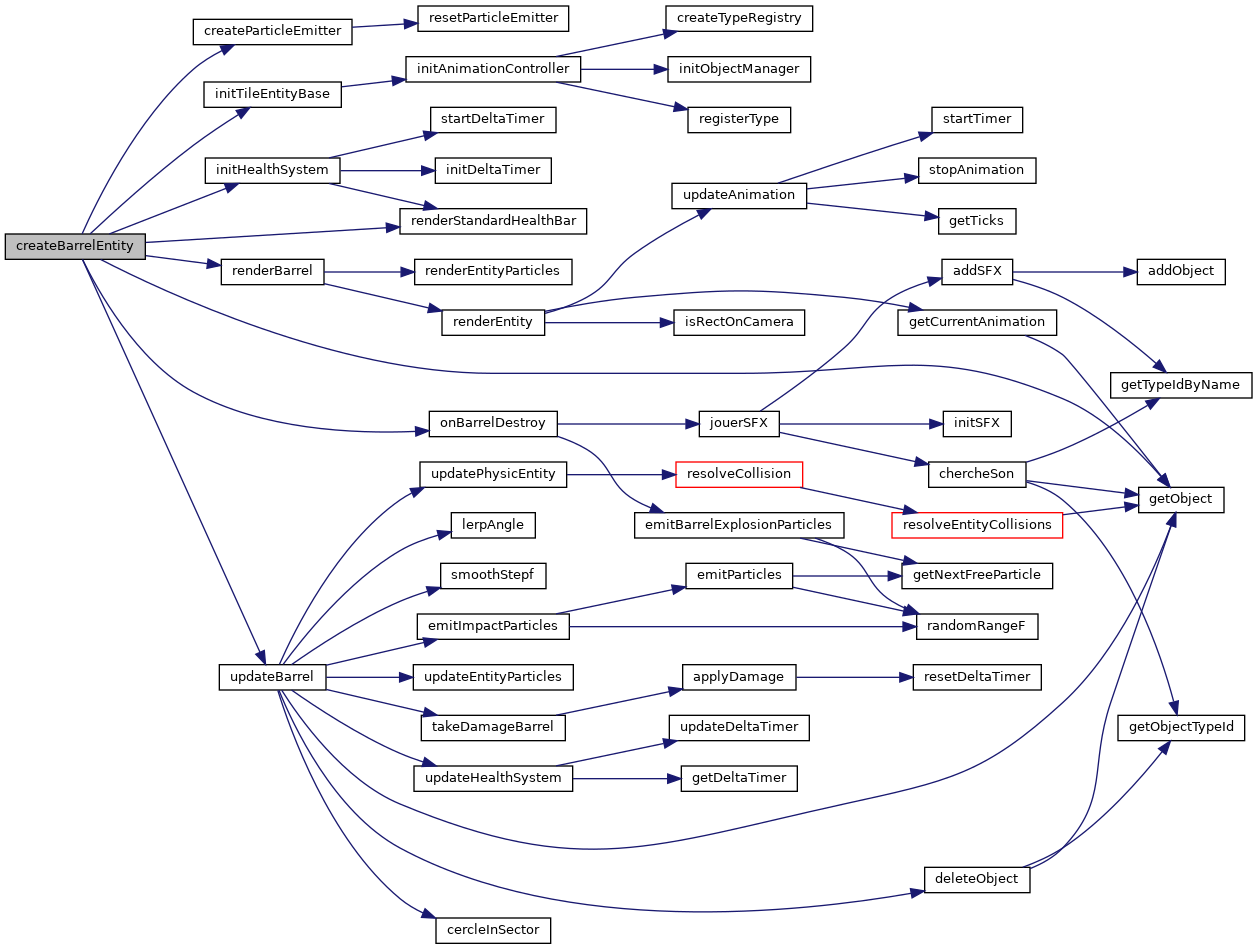 createBarrelEntity
createParticleEmitter
resetParticleEmitter
initTileEntityBase
initAnimationController
createTypeRegistry
initObjectManager
registerType
initHealthSystem
startDeltaTimer
initDeltaTimer
renderStandardHealthBar
renderBarrel
renderEntityParticles
renderEntity
updateAnimation
startTimer
stopAnimation
getTicks
isRectOnCamera
getCurrentAnimation
addSFX
addObject
getTypeIdByName
onBarrelDestroy
jouerSFX
initSFX
chercheSon
getObject
updatePhysicEntity
resolveCollision
resolveEntityCollisions
lerpAngle
emitBarrelExplosionParticles
smoothStepf
emitParticles
getNextFreeParticle
emitImpactParticles
randomRangeF
updateBarrel
updateEntityParticles
applyDamage
resetDeltaTimer
takeDamageBarrel
updateDeltaTimer
getObjectTypeId
updateHealthSystem
getDeltaTimer
deleteObject
cercleInSector